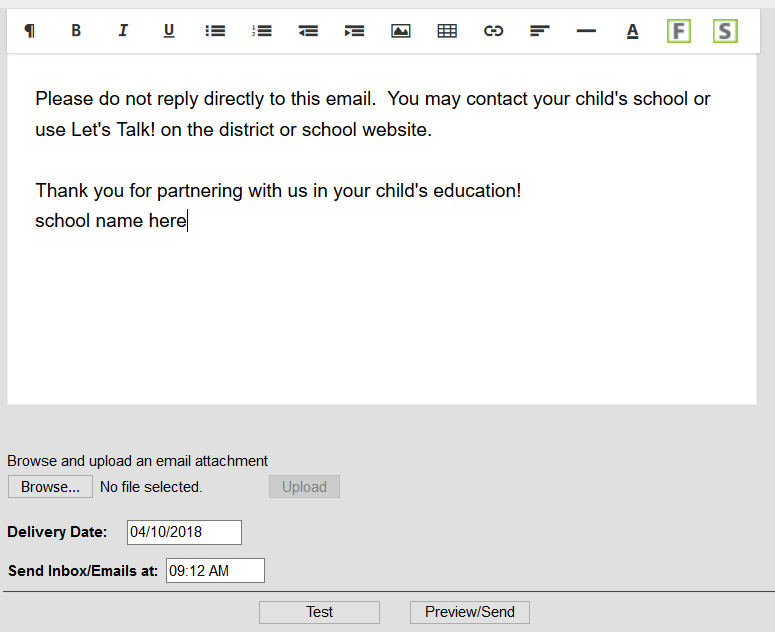 ¶ B I U A F S
Please do not reply directly to this email.  You may contact your child's school or
use Let's Talk! on the district or school website.
Thank you for partnering with us in your child's education!
school name here
Browse and upload an email attachment
Browse... No file selected. Upload
Delivery Date: 04/10/2018
Send Inbox/Emails at: 09:12 AM
Test Preview/Send